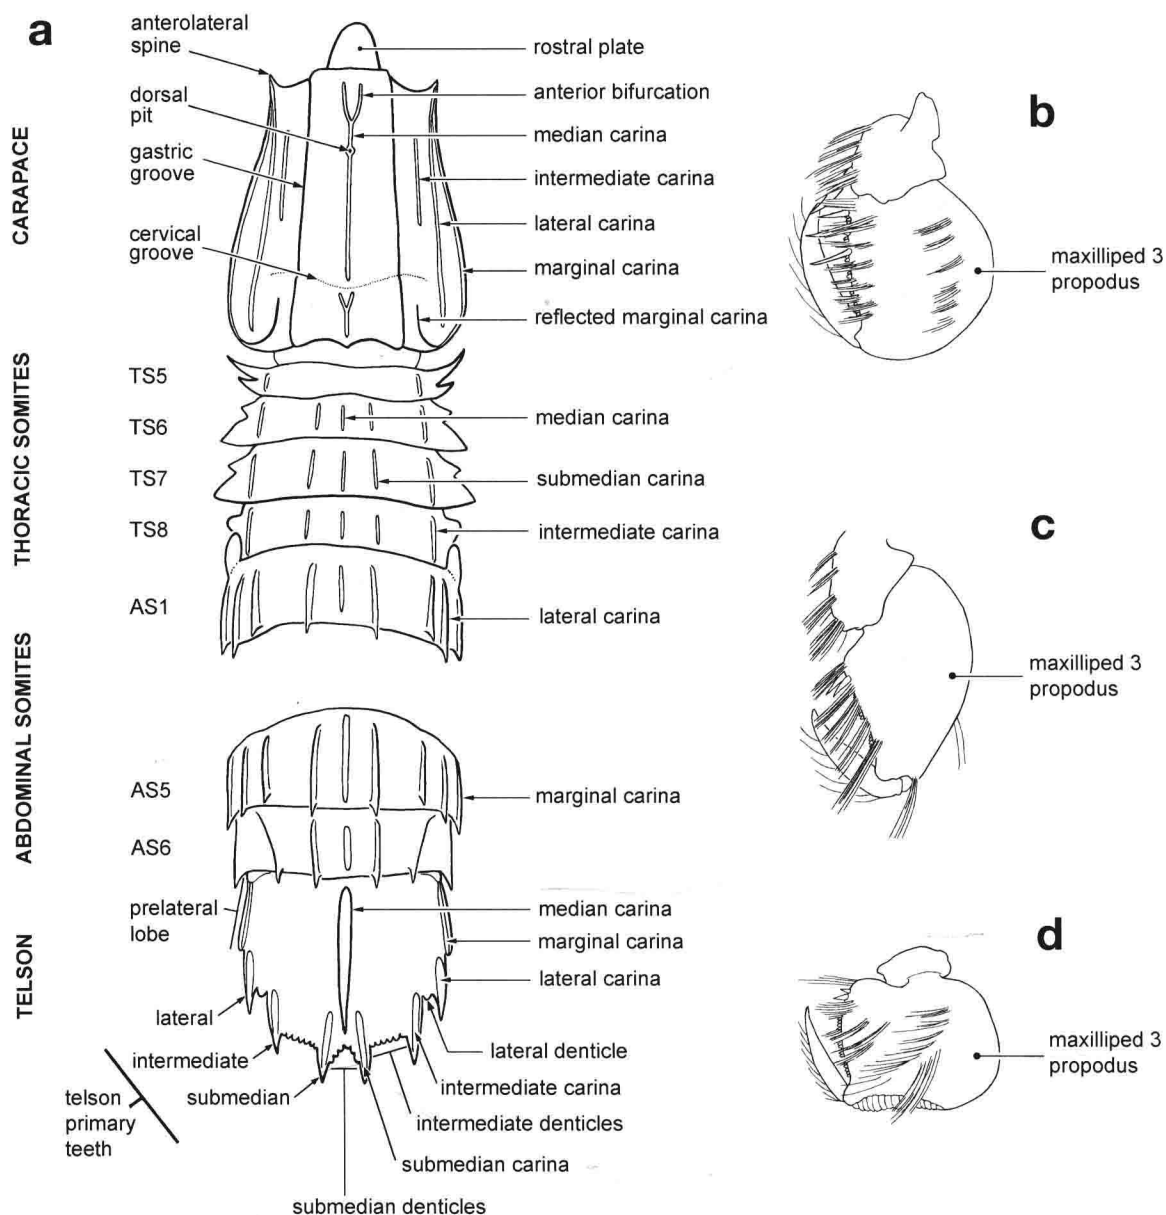 a
CARAPACE
THORACIC SOMITES
ABDOMINAL SOMITES
TELSON
anterolateral
spine
dorsal
pit
gastric
groove
cervical
groove
rostral plate
anterior bifurcation
median carina
intermediate carina
lateral carina
marginal carina
reflected marginal carina
TS5
TS6
TS7
TS8
AS1
median carina
submedian carina
intermediate carina
lateral carina
AS5
AS6
marginal carina
prelateral
lobe
median carina
marginal carina
lateral carina
lateral
intermediate
submedian
telson
primary
teeth
lateral denticle
intermediate carina
intermediate denticles
submedian carina
submedian denticles
b
maxilliped 3
propodus
c
maxilliped 3
propodus
d
maxilliped 3
propodus